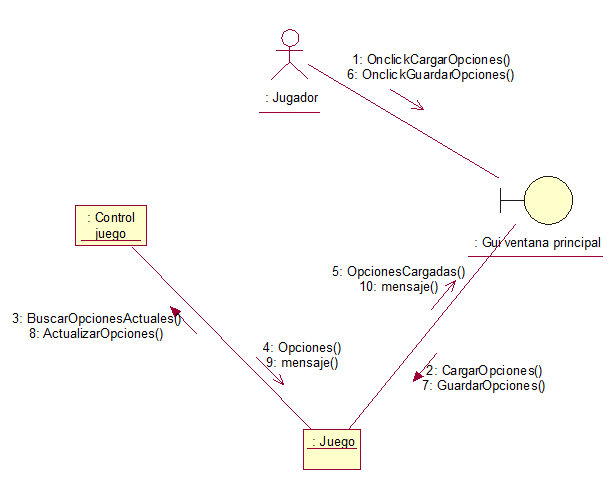 1: OnclickCargarOpciones()
6: OnclickGuardarOpciones()
: Jugador
: Control
juego
: Gui ventana principal
5: OpcionesCargadas()
10: mensaje()
3: BuscarOpcionesActuales()
8: ActualizarOpciones()
4: Opciones()
9: mensaje()
2: CargarOpciones()
7: GuardarOpciones()
: Juego